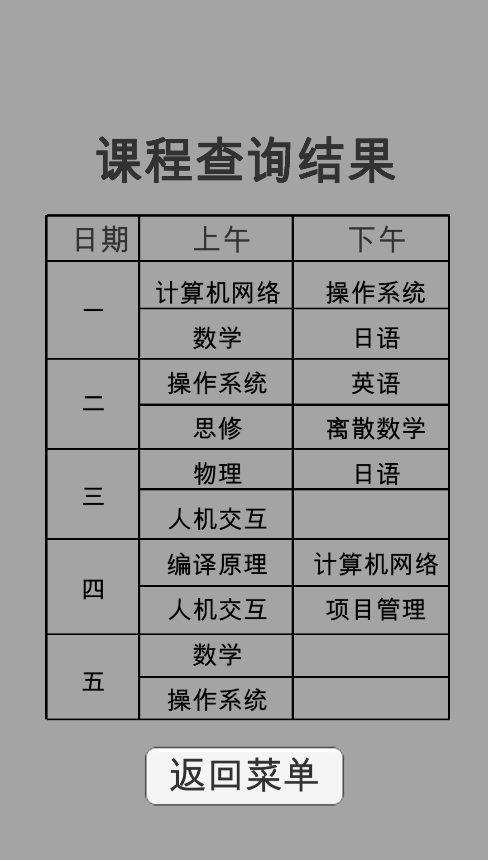 课程查询结果
日期 上午 下午
一 计算机网络 操作系统
数学 日语
二 操作系统 英语
思修 离散数学
三 物理 日语
人机交互
四 编译原理 计算机网络
人机交互 项目管理
五 数学
操作系统
返回菜单